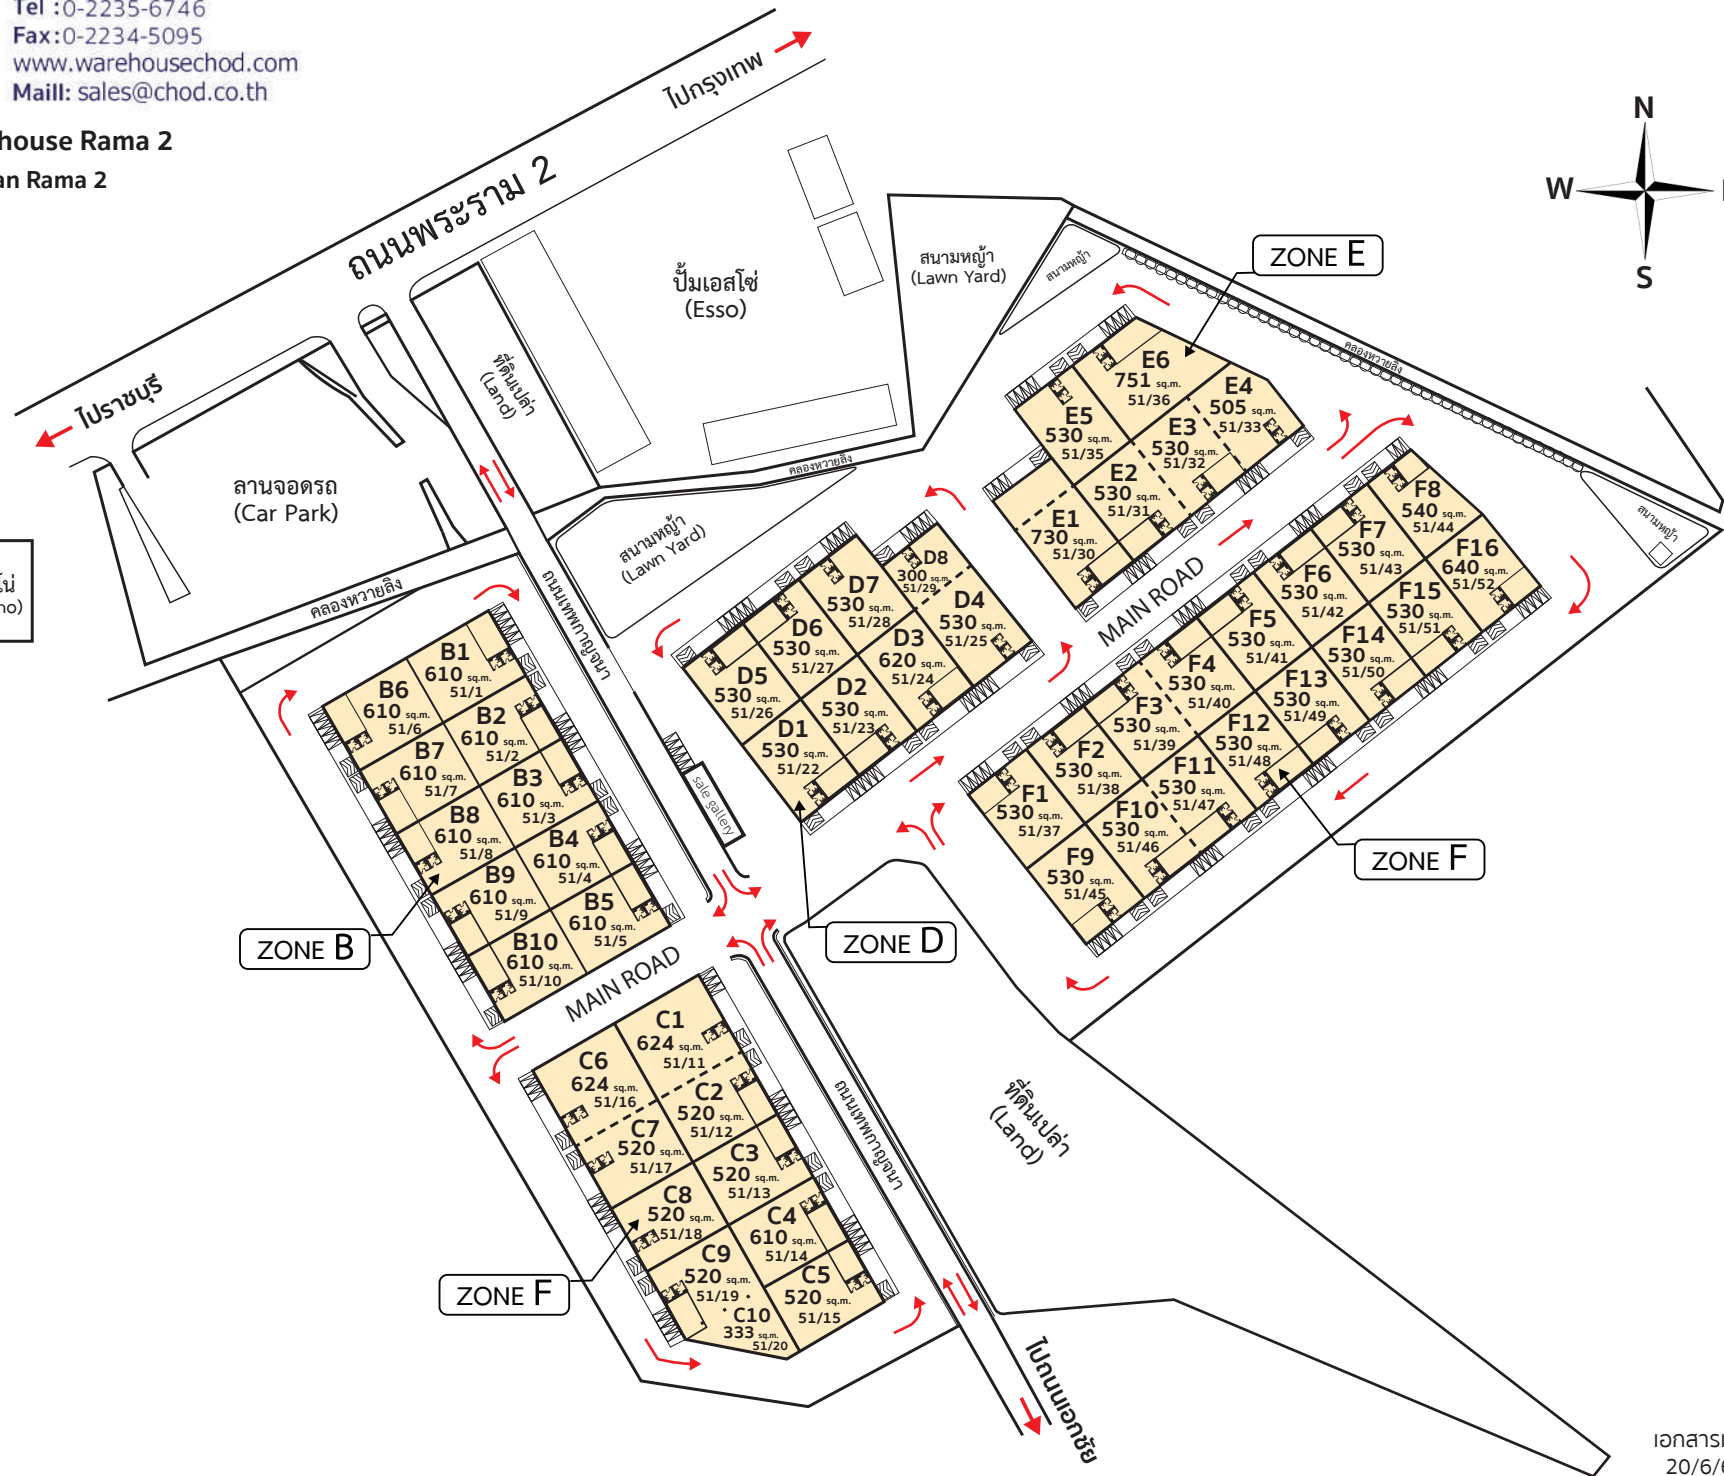 Tel :0-2235-6746
Fax:0-2234-5095
www.warehousechod.com
Maill: sales@chod.co.th
house Rama 2
an Rama 2
ไปกรุงเทพ
ถนนพระราม 2
ไปราชบุรี
N
W
S
ปั๊มเอสโซ่
(Esso)
สนามหญ้า
(Lawn Yard)
สนามหญ้า
ZONE E
คลองหวายลิง
ที่ดินเปล่า
(Land)
ลานจอดรถ
(Car Park)
คลองหวายลิง
สนามหญ้า
(Lawn Yard)
คลองหวายลิง
ถนนเทพกาญจนา
สนามหญ้า
E6
751 sq.m.
51/36
E4
505 sq.m.
51/33
E5
530 sq.m.
51/35
E3
530 sq.m.
51/32
E2
530 sq.m.
51/31
E1
730 sq.m.
51/30
MAIN ROAD
F8
540 sq.m.
51/44
F7
530 sq.m.
51/43
F16
640 sq.m.
51/52
F6
530 sq.m.
51/42
F15
530 sq.m.
51/51
F5
530 sq.m.
51/41
F14
530 sq.m.
51/50
F4
530 sq.m.
51/40
F13
530 sq.m.
51/49
F3
530 sq.m.
51/39
F12
530 sq.m.
51/48
F2
530 sq.m.
51/38
F11
530 sq.m.
51/47
F1
530 sq.m.
51/37
F10
530 sq.m.
51/46
F9
530 sq.m.
51/45
ZONE F
D8
300 sq.m.
51/29
D7
530 sq.m.
51/28
D4
530 sq.m.
51/25
D6
530 sq.m.
51/27
D3
620 sq.m.
51/24
D5
530 sq.m.
51/26
D2
530 sq.m.
51/23
D1
530 sq.m.
51/22
ZONE D
sale gallery
B1
610 sq.m.
51/1
B6
610 sq.m.
51/6
B2
610 sq.m.
51/2
B7
610 sq.m.
51/7
B3
610 sq.m.
51/3
B8
610 sq.m.
51/8
B4
610 sq.m.
51/4
B9
610 sq.m.
51/9
B5
610 sq.m.
51/5
B10
610 sq.m.
51/10
ZONE B
MAIN ROAD
C1
624 sq.m.
51/11
C6
624 sq.m.
51/16
C2
520 sq.m.
51/12
C7
520 sq.m.
51/17
C3
520 sq.m.
51/13
C8
520 sq.m.
51/18
C4
610 sq.m.
51/14
C9
520 sq.m.
51/19
C5
520 sq.m.
51/15
C10
333 sq.m.
51/20
ZONE F
ถนนเทพกาญจนา
ที่ดินเปล่า
(Land)
ไปถนนเอกชัย